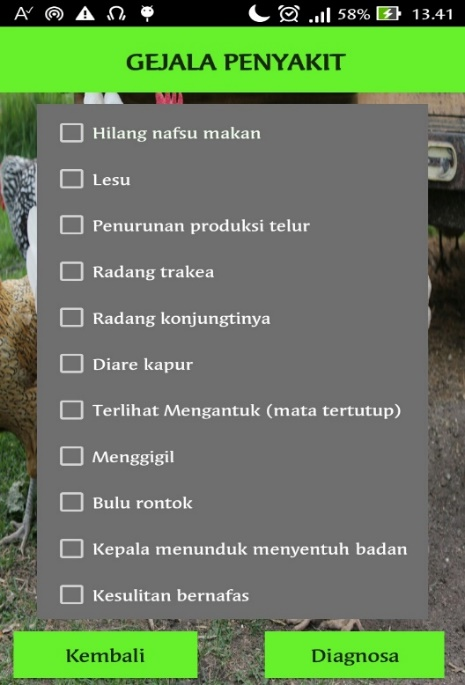 58%
13.41
GEJALA PENYAKIT
Hilang nafsu makan
Lesu
Penurunan produksi telur
Radang trakea
Radang konjungtinya
Diare kapur
Terlihat Mengantuk (mata tertutup)
Menggigil
Bulu rontok
Kepala menunduk menyentuh badan
Kesulitan bernafas
Kembali
Diagnosa